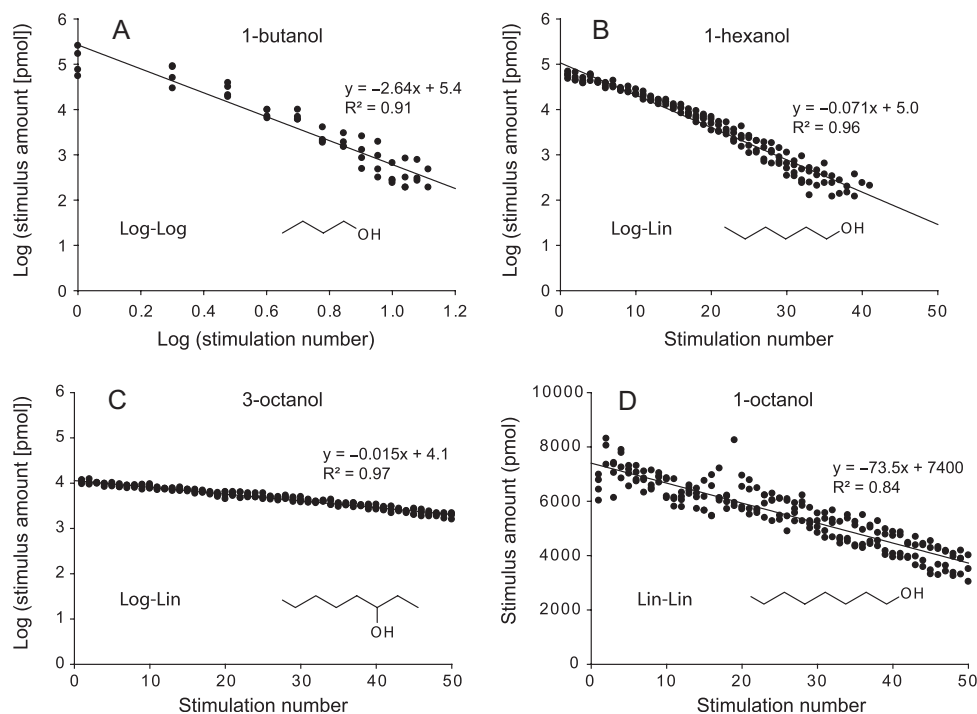 A
1-butanol
Log (stimulus amount [pmol])
6
5
4
3
2
1
0
y = −2.64x + 5.4
R² = 0.91
Log-Log
OH
0 0.2 0.4 0.6 0.8 1.0 1.2
Log (stimulation number)
B
1-hexanol
Log (stimulus amount [pmol])
6
5
4
3
2
1
0
y = −0.071x + 5.0
R² = 0.96
Log-Lin
OH
0 10 20 30 40 50
Stimulation number
C
3-octanol
Log (stimulus amount [pmol])
6
5
4
3
2
1
0
y = −0.015x + 4.1
R² = 0.97
Log-Lin
OH
0 10 20 30 40 50
Stimulation number
D
1-octanol
Stimulus amount (pmol)
10000
8000
6000
4000
2000
0
y = −73.5x + 7400
R² = 0.84
Lin-Lin
OH
0 10 20 30 40 50
Stimulation number